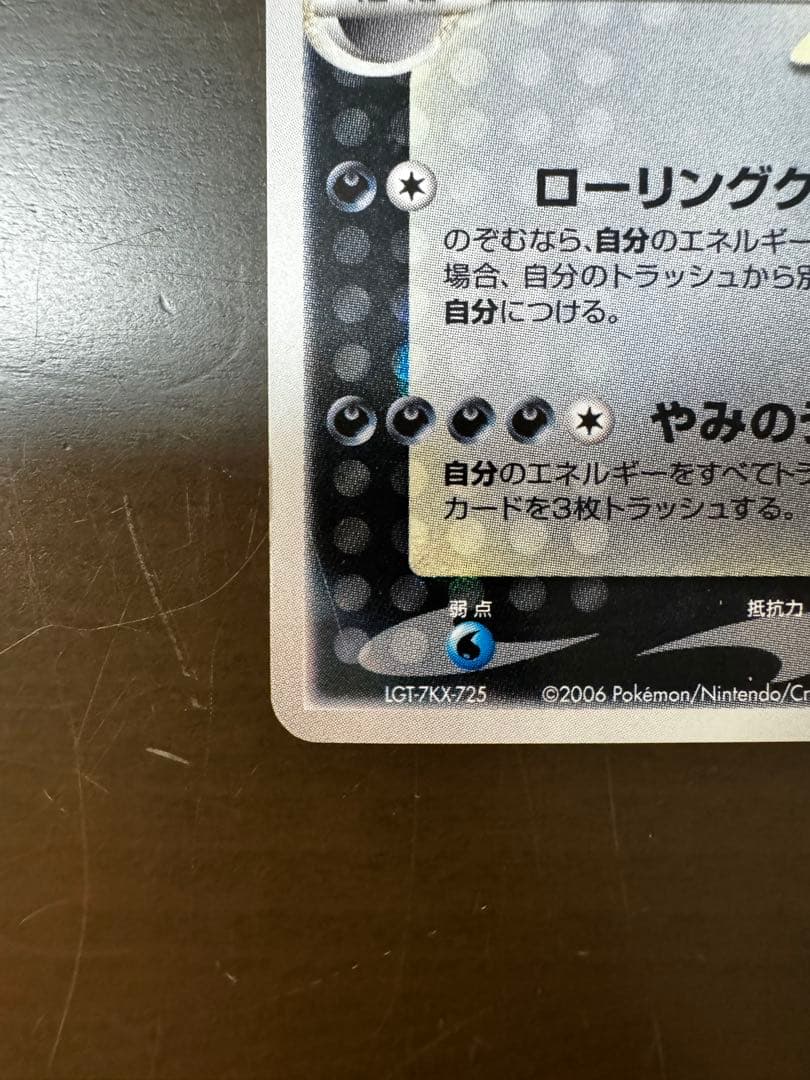 ローリングク
のぞむなら、自分のエネルギー
場合、自分のトラッシュから別
自分につける。
やみのう
自分のエネルギーをすべてトラ
カードを3枚トラッシュする。
弱点 抵抗力
LGT-7KX-725 ©2006 Pokémon/Nintendo/Cr